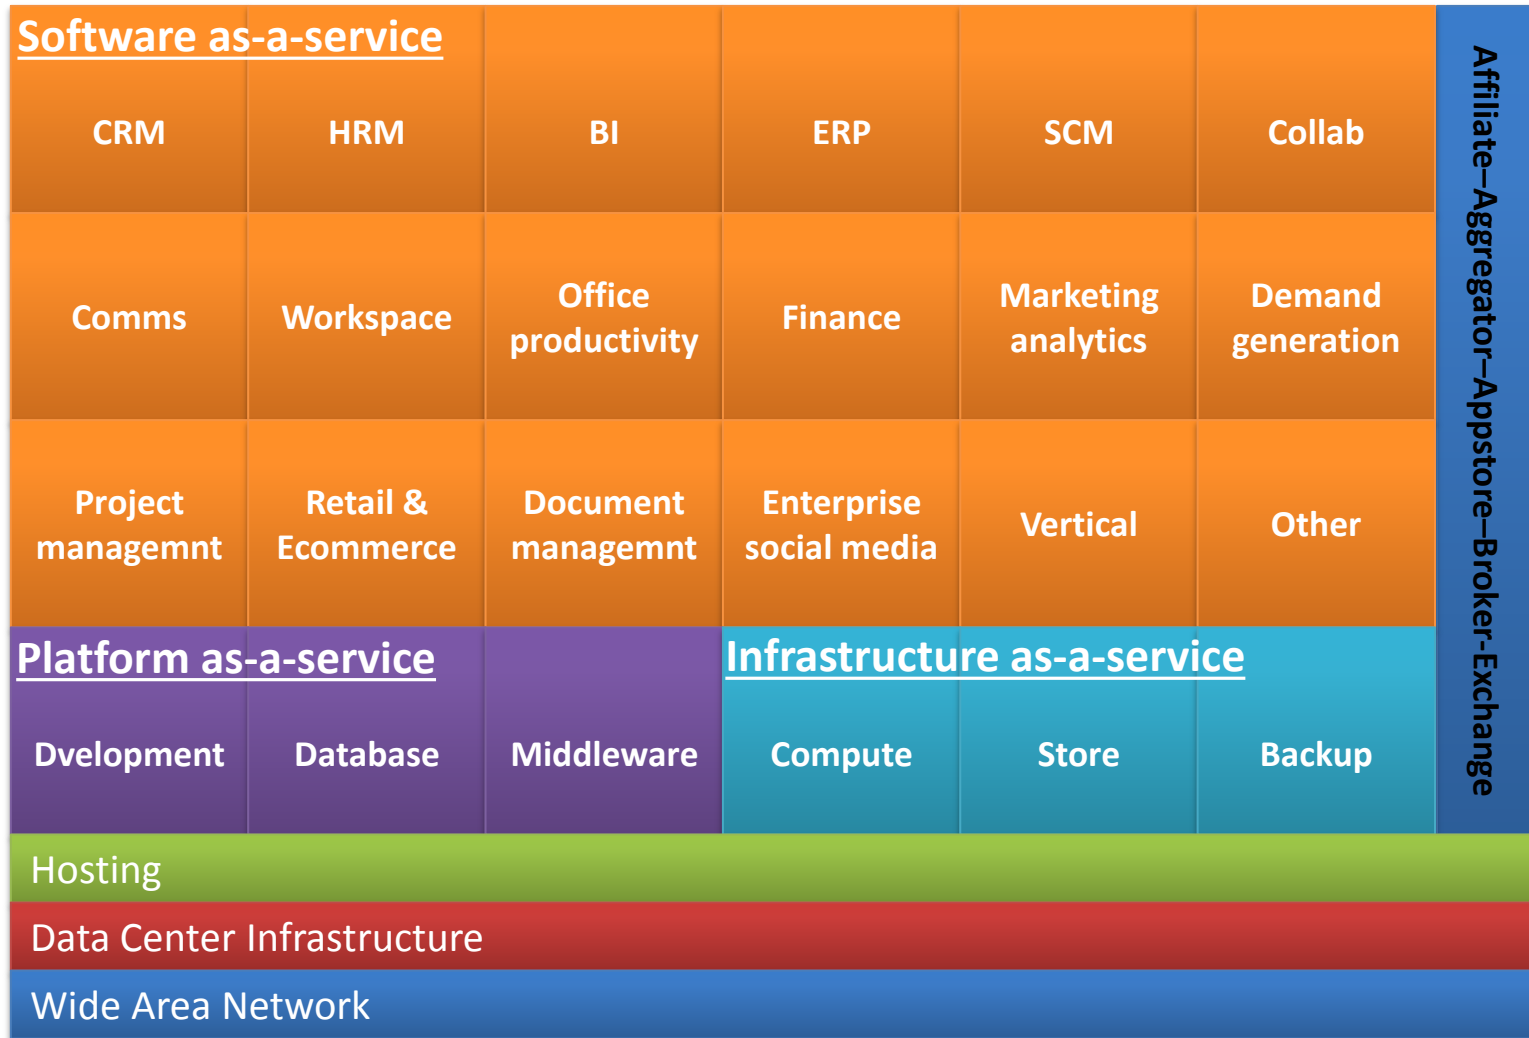 Software as-a-service
CRM
HRM
BI
ERP
SCM
Collab
Comms
Workspace
Office
productivity
Finance
Marketing
analytics
Demand
generation
Project
managemnt
Retail &
Ecommerce
Document
managemnt
Enterprise
social media
Vertical
Other
Platform as-a-service
Dvelopment
Database
Middleware
Infrastructure as-a-service
Compute
Store
Backup
Affiliate–Aggregator–Appstore–Broker-Exchange
Hosting
Data Center Infrastructure
Wide Area Network